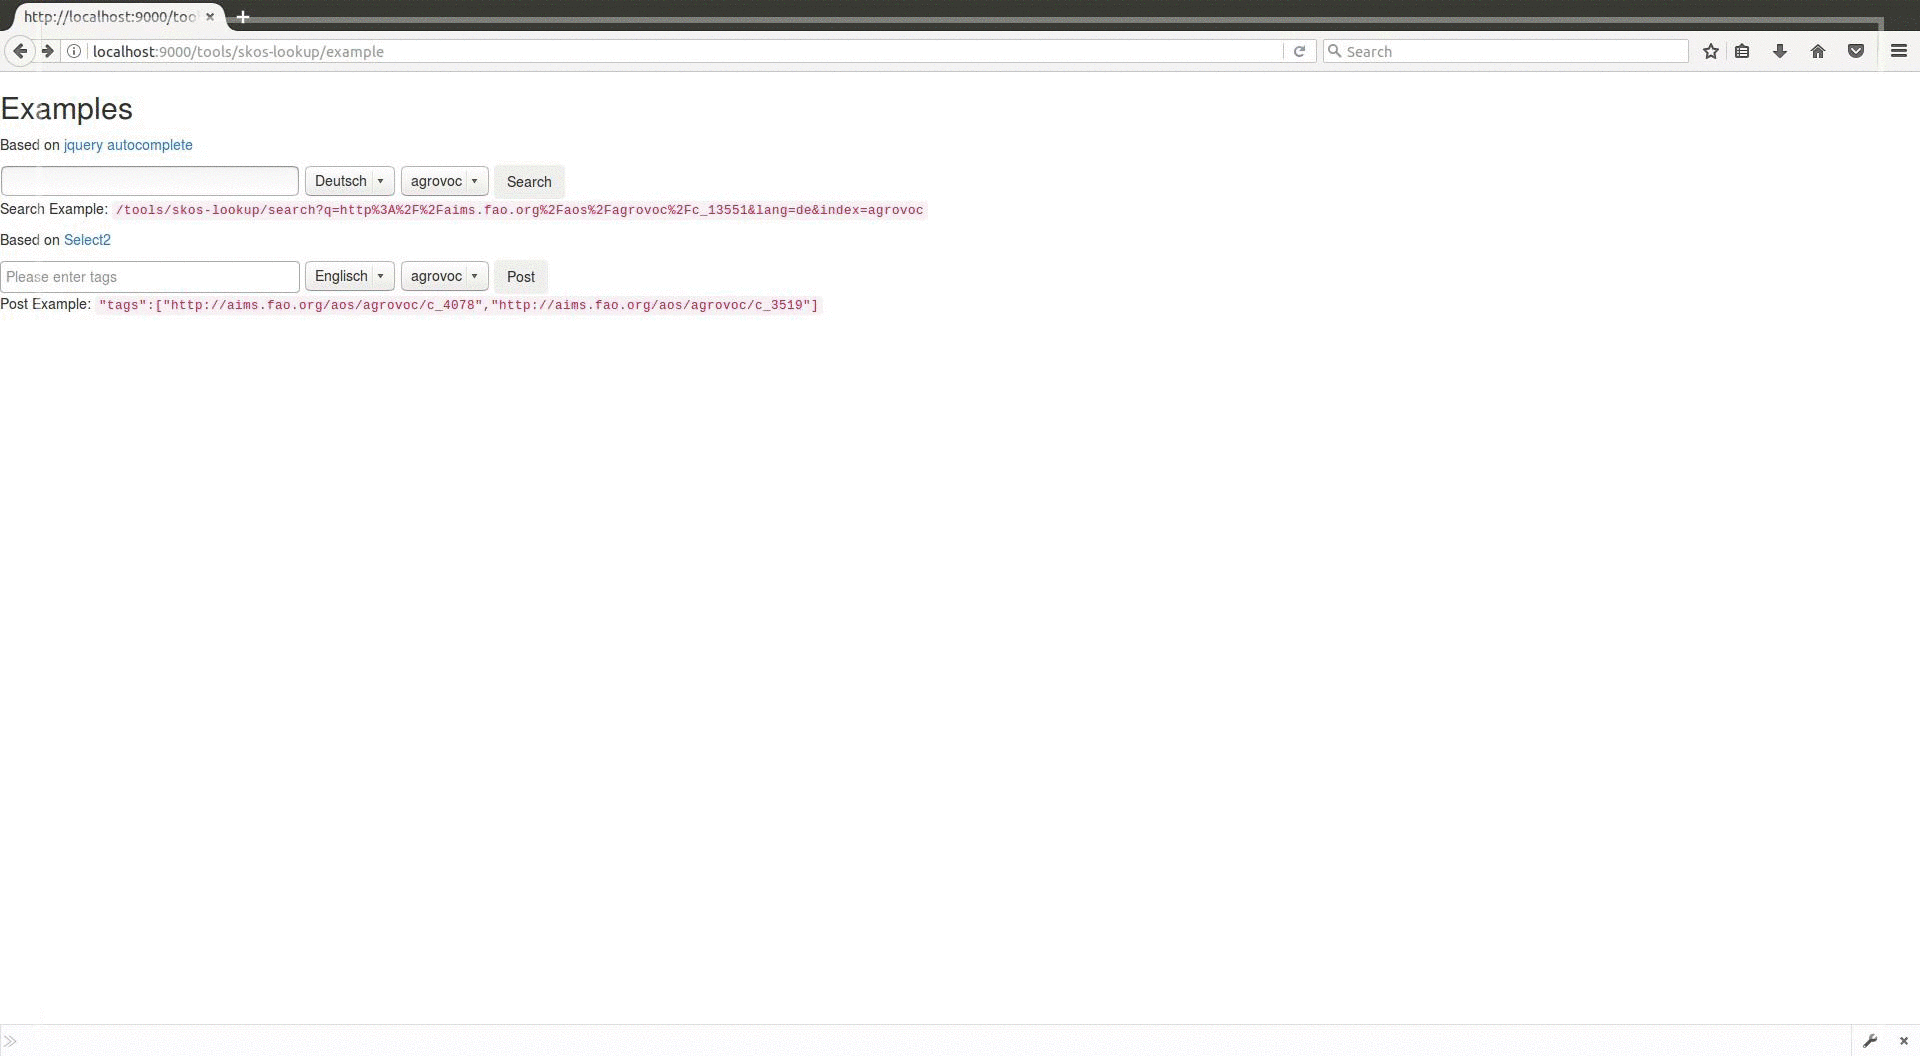 http://localhost:9000/too
localhost:9000/tools/skos-lookup/example
Search
Examples
Based on jquery autocomplete
Deutsch agrovoc Search
Search Example: /tools/skos-lookup/search?q=http%3A%2F%2Faims.fao.org%2Faos%2Fagrovoc%2Fc_13551&lang=de&index=agrovoc
Based on Select2
Please enter tags Englisch agrovoc Post
Post Example: "tags":["http://aims.fao.org/aos/agrovoc/c_4078","http://aims.fao.org/aos/agrovoc/c_3519"]